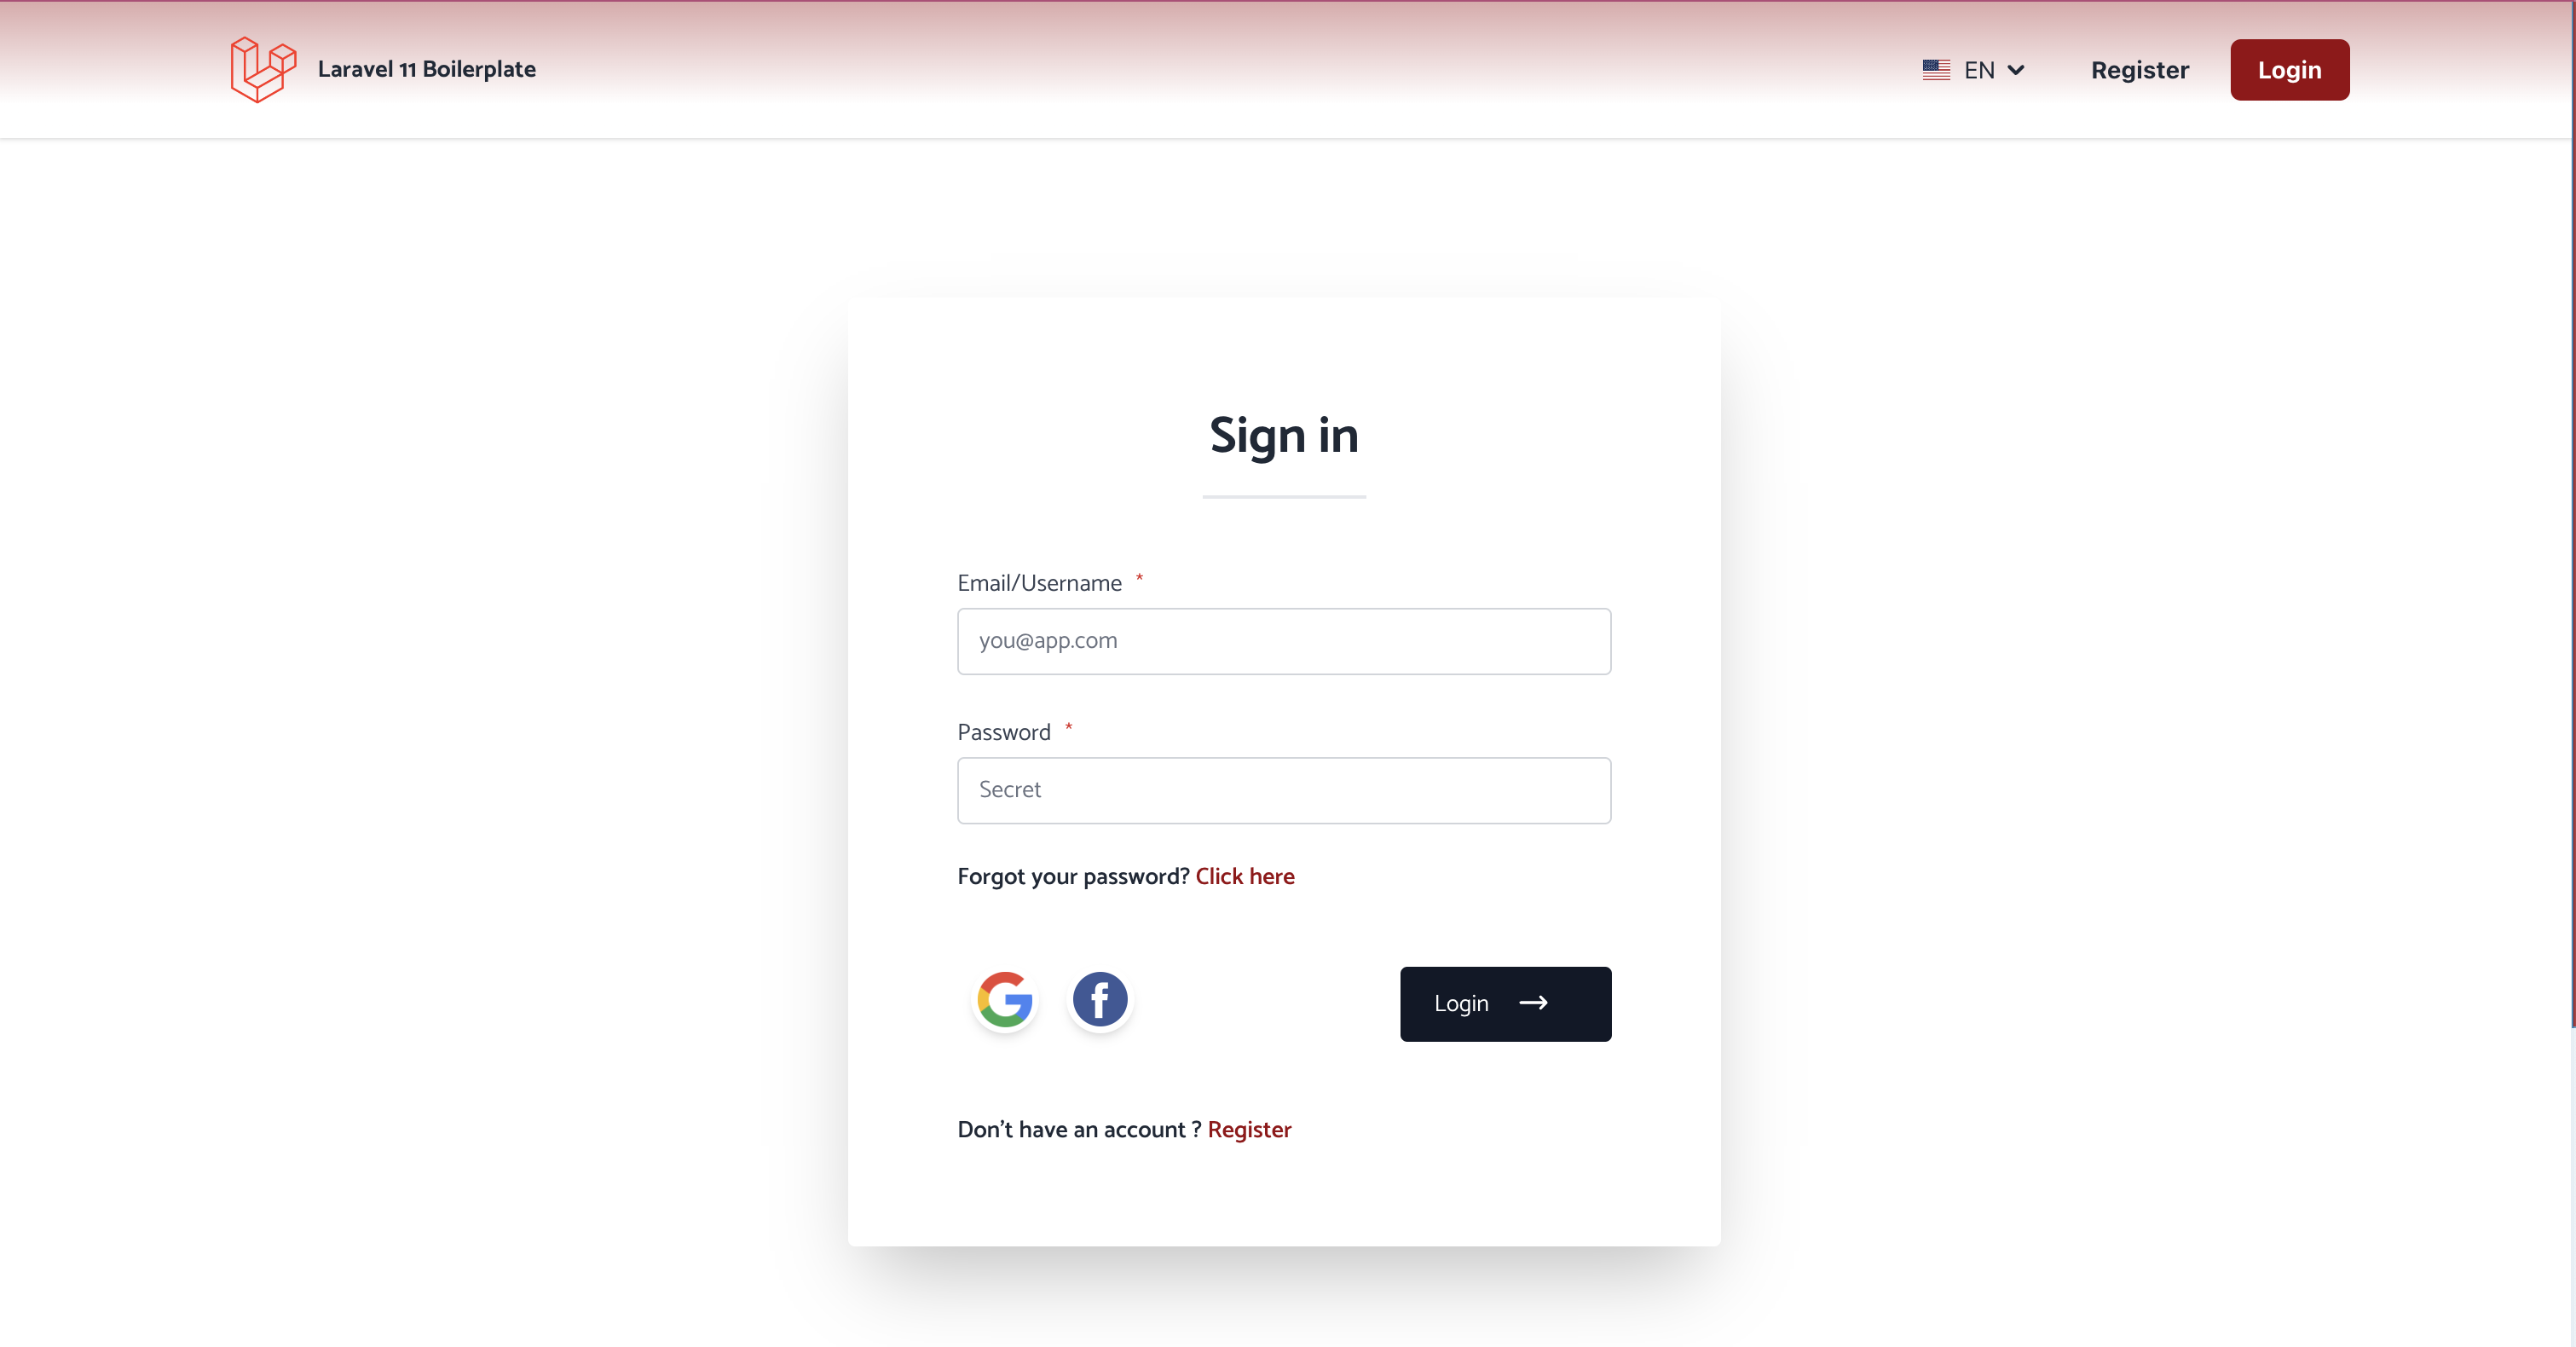 Laravel 11 Boilerplate
EN
Register
Login
Sign in
Email/Username *
you@app.com
Password *
Secret
Forgot your password? Click here
Login
Don't have an account ? Register